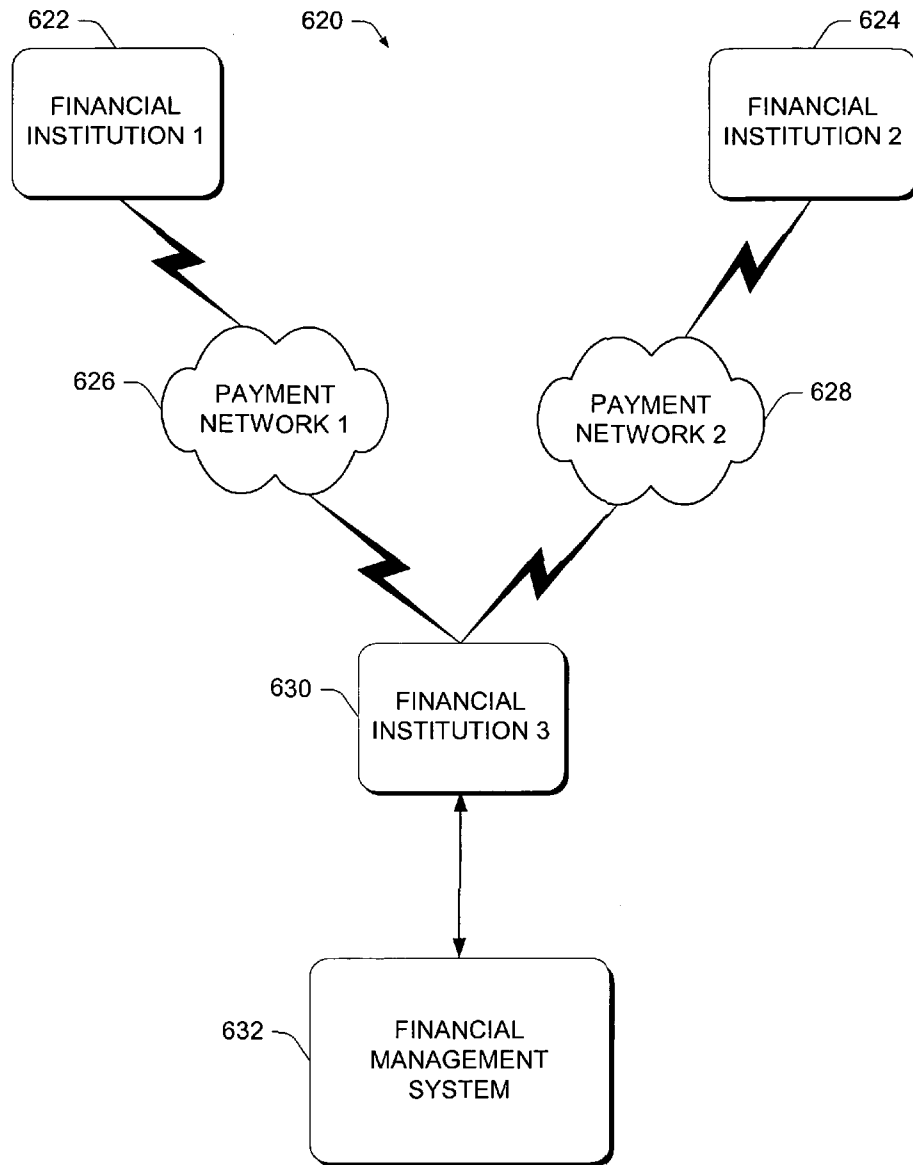 622
620
624
FINANCIAL
INSTITUTION 1
FINANCIAL
INSTITUTION 2
626
PAYMENT
NETWORK 1
PAYMENT
NETWORK 2
628
630
FINANCIAL
INSTITUTION 3
632
FINANCIAL
MANAGEMENT
SYSTEM